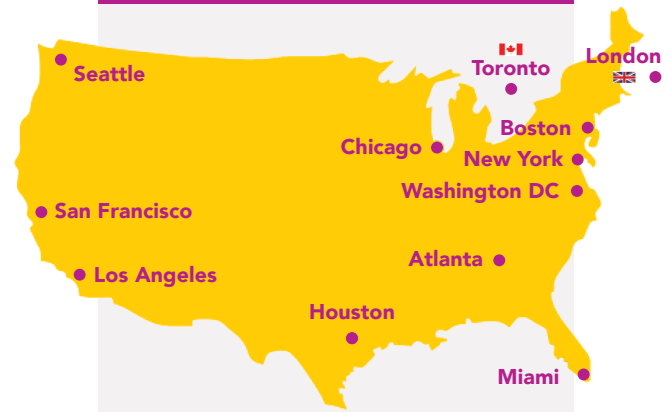 London
Toronto
Seattle
Boston
Chicago
New York
Washington DC
San Francisco
Atlanta
Los Angeles
Houston
Miami